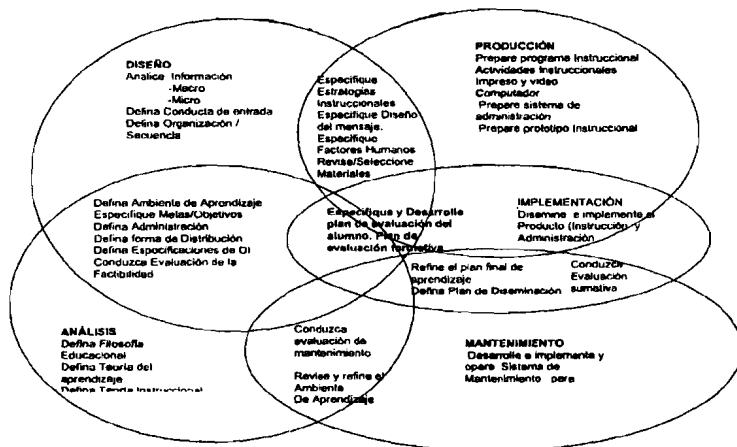 DISEÑO
Analice Información
-Macro
-Micro
Defina Conducta de entrada
Defina Organización /
Secuencia
Especifique
Estrategias
Instruccionales
Especifique Diseño
del mensaje.
Especifique
Factores Humanos
Revise/Seleccione
Materiales
PRODUCCIÓN
Prepare programa Instruccional
Actividades Instruccionales
Impreso y video
Computador
Prepare sistema de
administración
Prepare prototipo Instruccional
Defina Ambiente de Aprendizaje
Especifique Metas/Objetivos
Defina Administración
Defina forma de Distribución
Defina Especificaciones de DI
Conduzca Evaluación de la
Factibilidad
Especifique y Desarrolle
plan de evaluación del
alumno. Plan de
evaluación formativa
IMPLEMENTACIÓN
Disemine e implemente el
Producto (Instrucción y
Administración
Refine el plan final de
aprendizaje
Defina Plan de Diseminación
Conduzca
Evaluación
sumativa
ANÁLISIS
Defina Filosofía
Educacional
Defina Teoría del
aprendizaje
Defina Teoría Instruccional
Conduzca
evaluación de
mantenimiento
Revise y refine el
Ambiente
De Aprendizaje
MANTENIMIENTO
Desarrolle e implemente y
opere Sistema de
Mantenimiento para